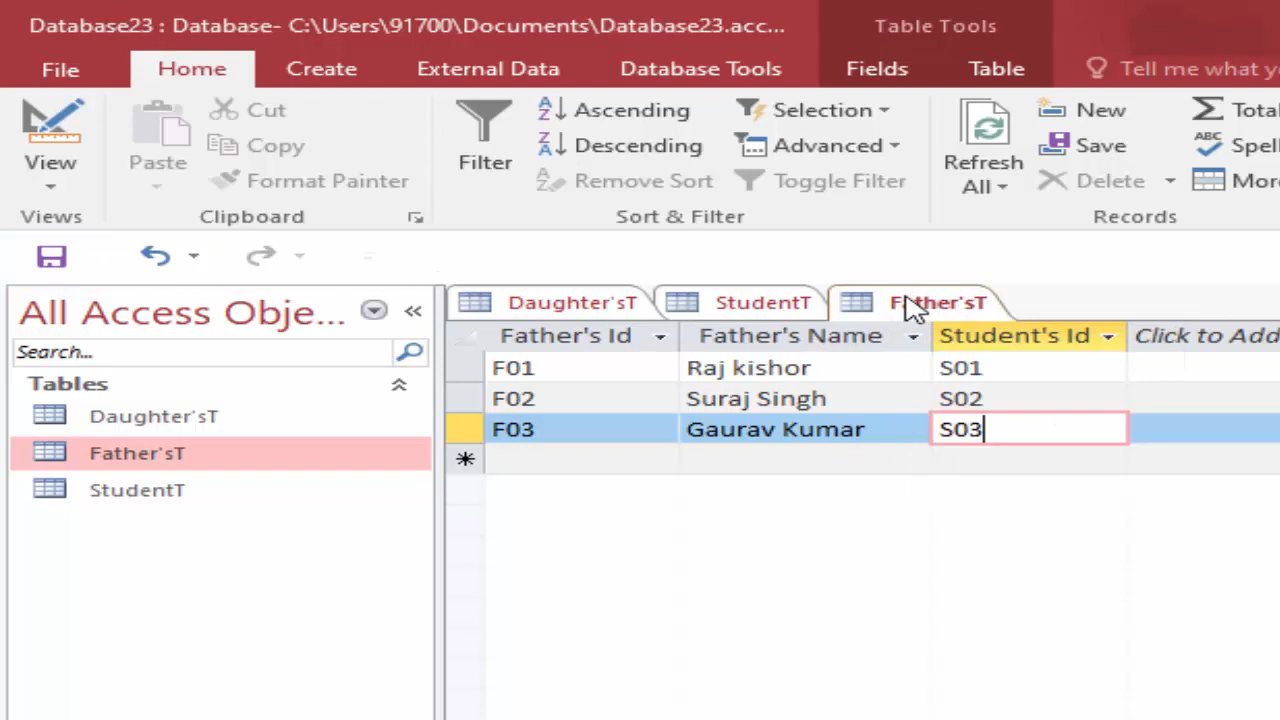 Database23 : Database- C:\Users\91700\Documents\Database23.acc...
Table Tools
File Home Create External Data Database Tools Fields Table Tell me what y
View
Paste
Cut
Copy
Format Painter
Filter
Ascending
Descending
Remove Sort
Selection
Advanced
Toggle Filter
Refresh
All
New
Save
Delete
Tota
Spell
Mor
Views Clipboard Sort & Filter Records
All Access Obje...
Search...
Tables
Daughter'sT
Father'sT
StudentT
Daughter'sT StudentT Father'sT
Father's Id Father's Name Student's Id Click to Add
F01 Raj kishor S01
F02 Suraj Singh S02
F03 Gaurav Kumar S03